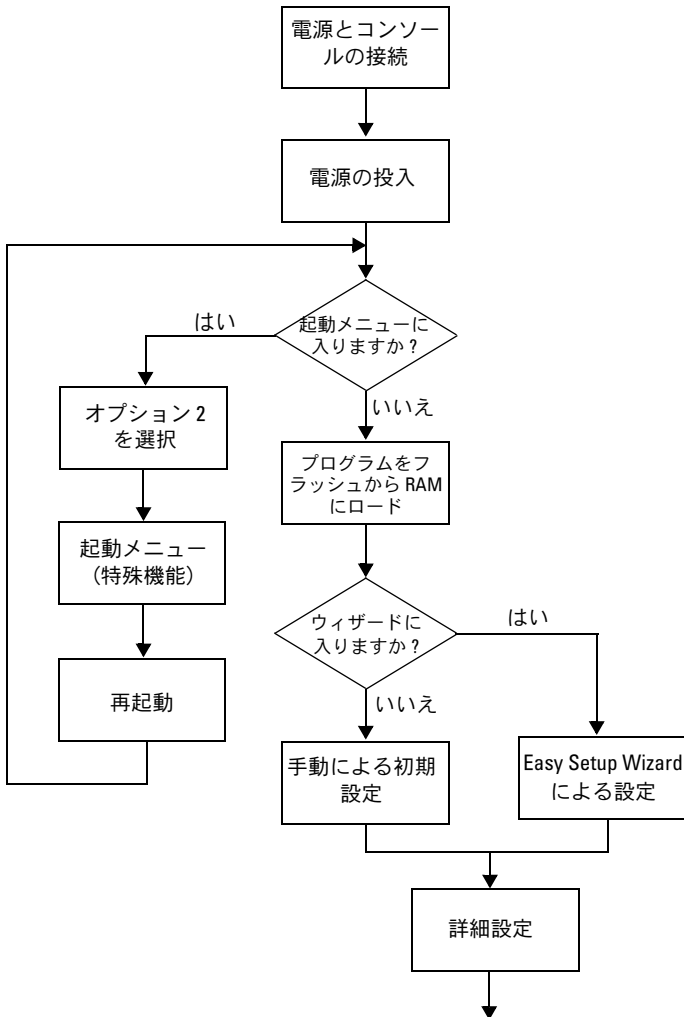 電源とコンソー
ルの接続
電源の投入
起動メニューに
入りますか ?
はい
いいえ
オプション 2
を選択
プログラムをフ
ラッシュから RAM
にロード
起動メニュー
（特殊機能）
ウィザードに
入りますか ?
はい
いいえ
再起動
手動による初期
設定
Easy Setup Wizard
による設定
詳細設定